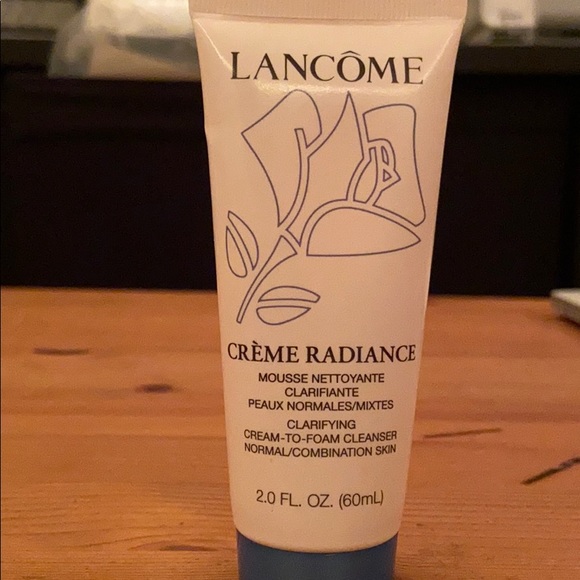 LANCÔME
CRÈME RADIANCE
MOUSSE NETTOYANTE
CLARIFIANTE
PEAUX NORMALES/MIXTES
CLARIFYING
CREAM-TO-FOAM CLEANSER
NORMAL/COMBINATION SKIN
2.0 FL. OZ. (60mL)